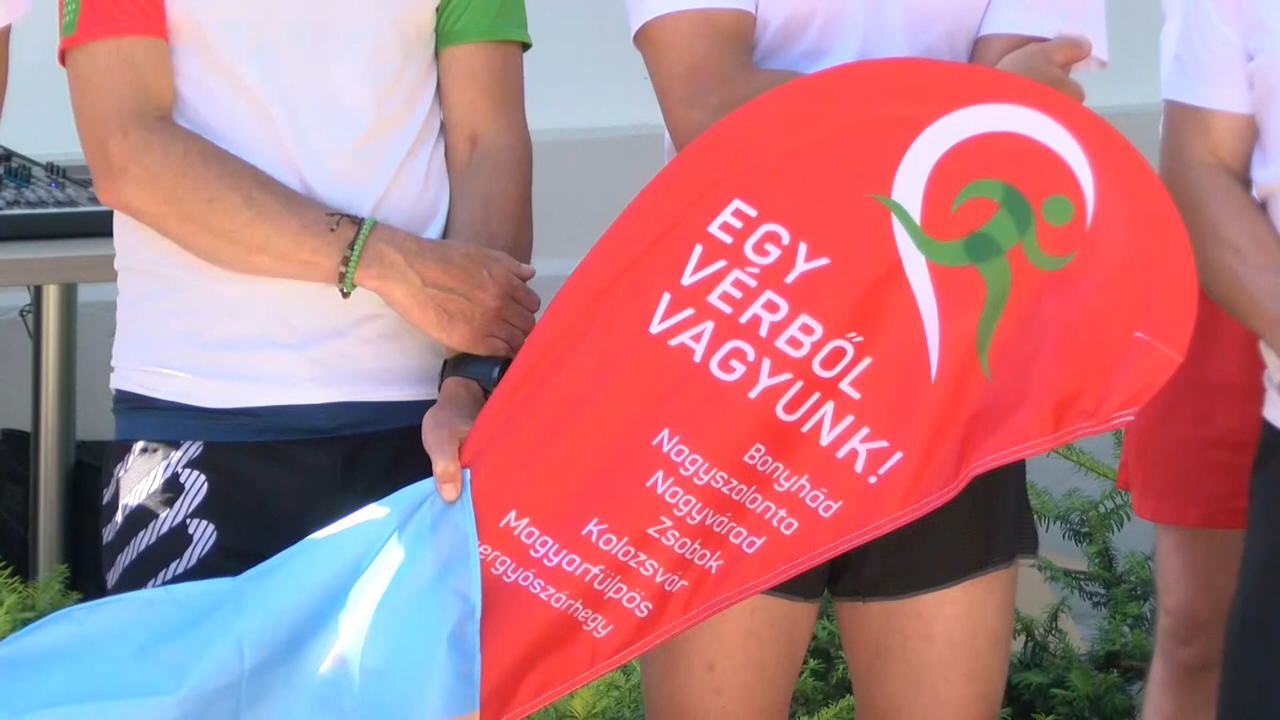 EGY
VÉRBŐL
VAGYUNK!
Bonyhád
Nagyszalonta
Nagyvárad
Zsobok
Kolozsvár
Magyarfülpös
ergyószárhegy